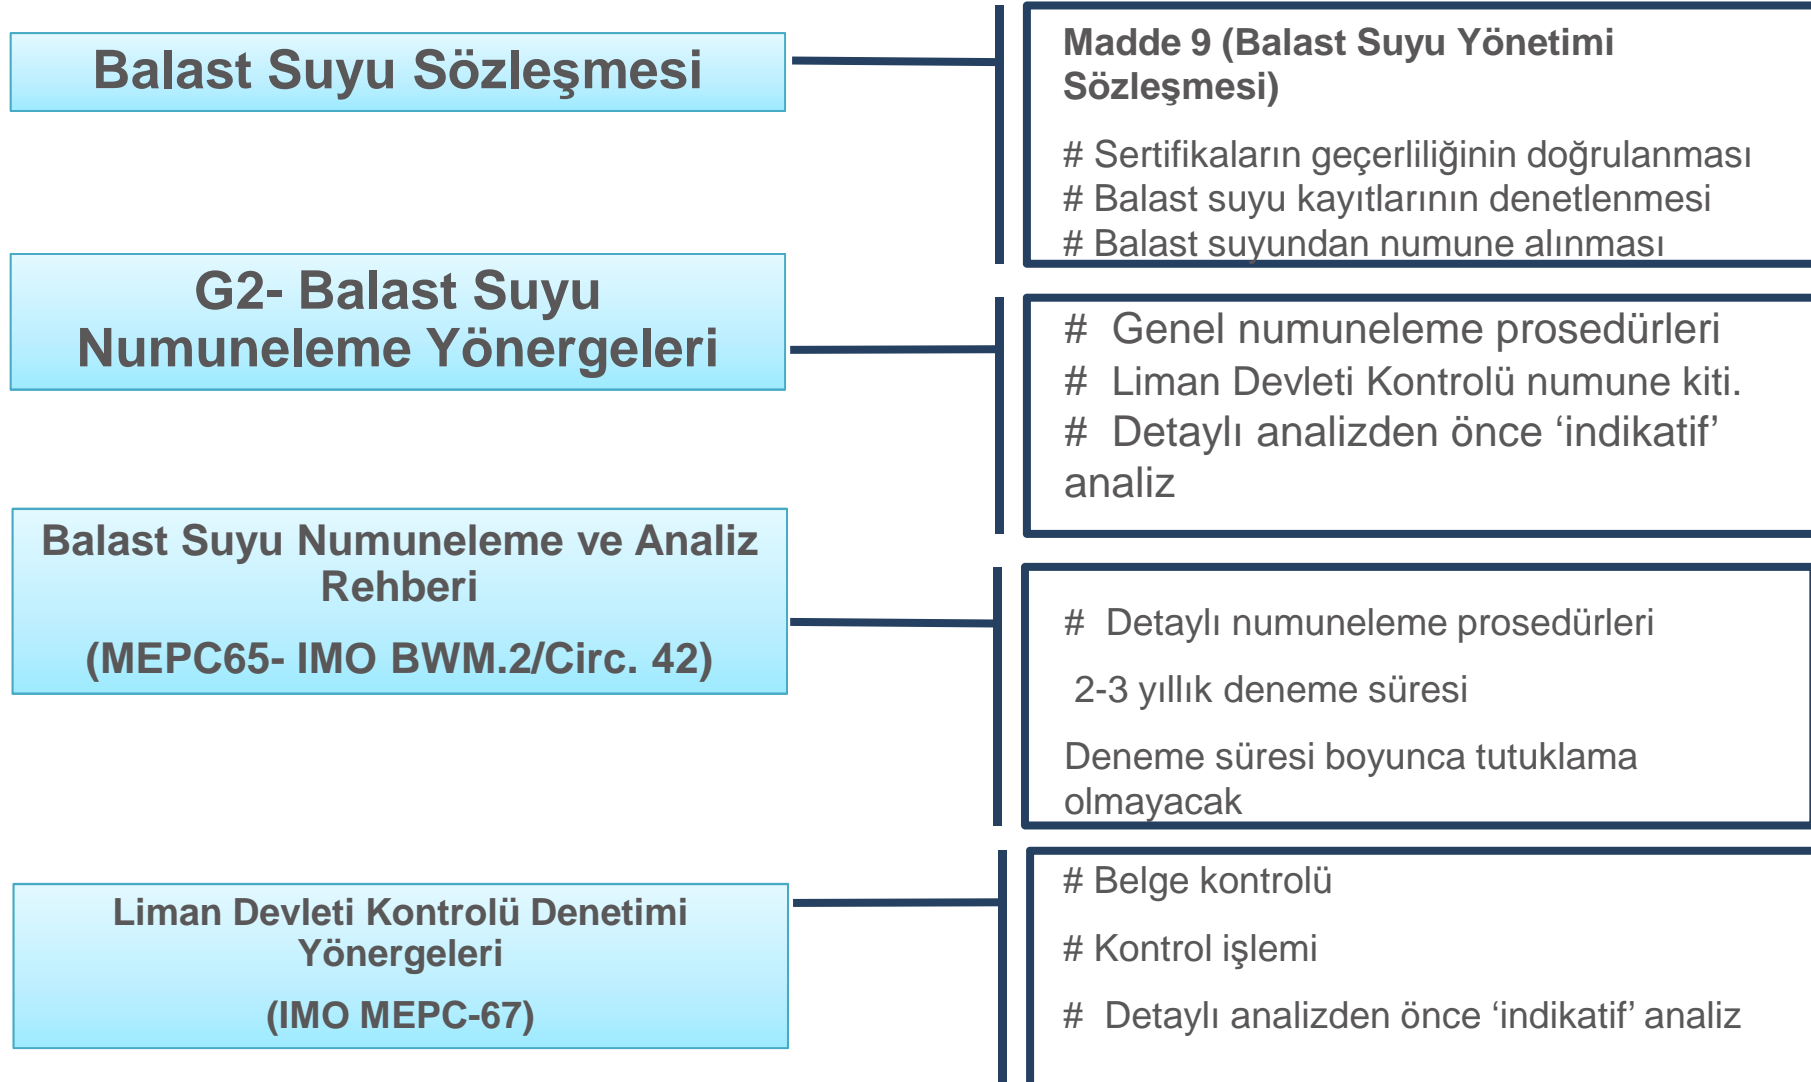 Balast Suyu Sözleşmesi
Madde 9 (Balast Suyu Yönetimi
Sözleşmesi)
# Sertifikaların geçerliliğinin doğrulanması
# Balast suyu kayıtlarının denetlenmesi
# Balast suyundan numune alınması
G2- Balast Suyu
Numuneleme Yönergeleri
# Genel numuneleme prosedürleri
# Liman Devleti Kontrolü numune kiti.
# Detaylı analizden önce ‘indikatif’
analiz
Balast Suyu Numuneleme ve Analiz
Rehberi
(MEPC65- IMO BWM.2/Circ. 42)
# Detaylı numuneleme prosedürleri
2-3 yıllık deneme süresi
Deneme süresi boyunca tutuklama
olmayacak
Liman Devleti Kontrolü Denetimi
Yönergeleri
(IMO MEPC-67)
# Belge kontrolü
# Kontrol işlemi
# Detaylı analizden önce ‘indikatif’ analiz